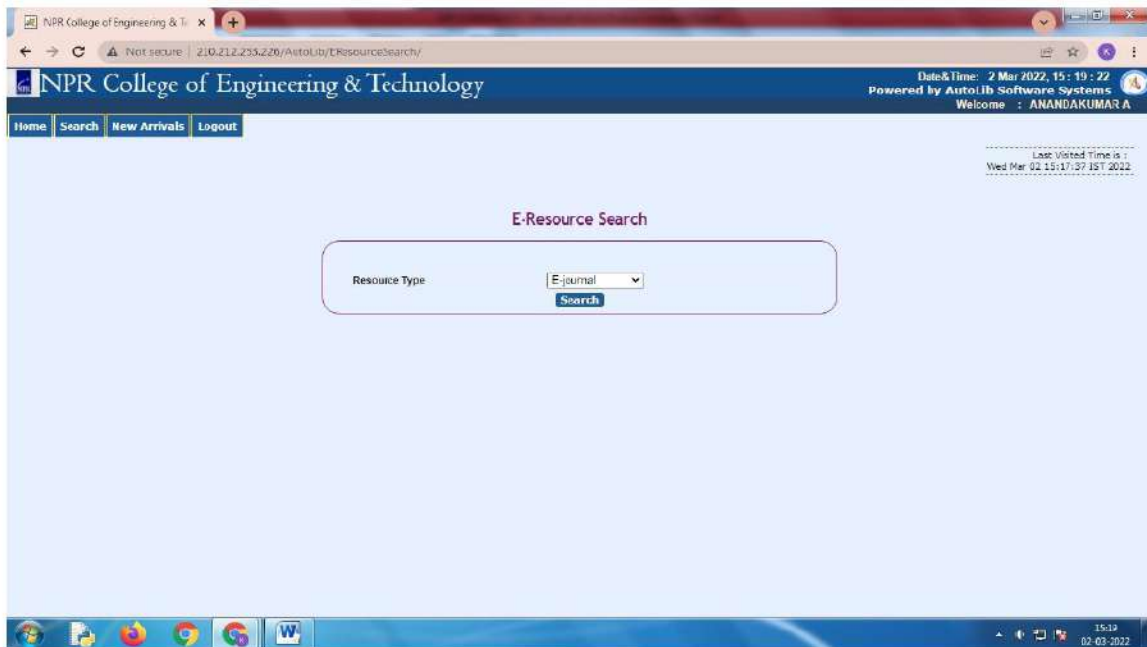 NPR College of Engineering & T
Not secure | 210.212.255.226/AutoLib/EResourceSearch/
NPR College of Engineering & Technology
Date&Time: 2 Mar 2022, 15 : 19 : 22
Powered by AutoLib Software Systems
Welcome : ANANDAKUMAR A
Home Search New Arrivals Logout
Last Visited Time is :
Wed Mar 02 15:17:37 IST 2022
E-Resource Search
Resource Type E-journal
Search
15:19
02-03-2022